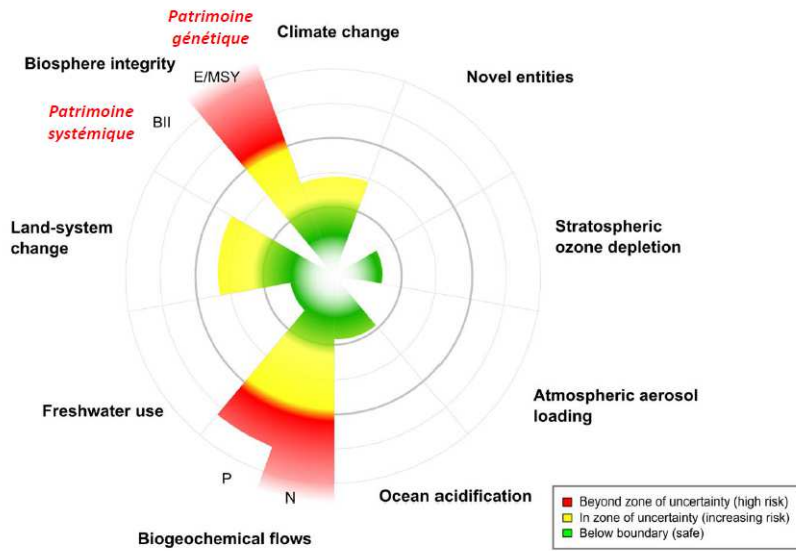 Patrimoine
génétique
Climate change
Biosphere integrity
E/MSY
Novel entities
Patrimoine
systémique
BII
Land-system
change
Stratospheric
ozone depletion
Freshwater use
Atmospheric aerosol
loading
P
N
Ocean acidification
Biogeochemical flows
Beyond zone of uncertainty (high risk)
In zone of uncertainty (increasing risk)
Below boundary (safe)